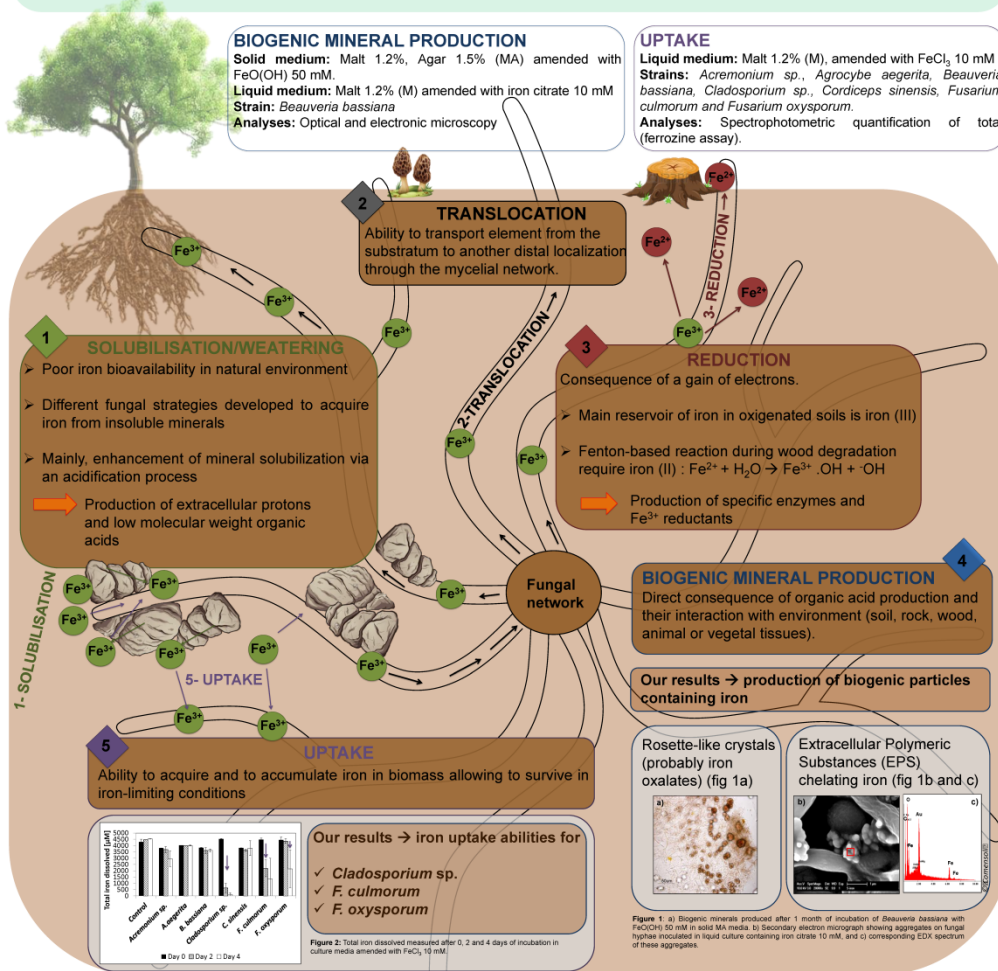 BIOGENIC MINERAL PRODUCTION
Solid medium: Malt 1.2%, Agar 1.5% (MA) amended with
FeO(OH) 50 mM.
Liquid medium: Malt 1.2% (M) amended with iron citrate 10 mM
Strain: Beauveria bassiana
Analyses: Optical and electronic microscopy
UPTAKE
Liquid medium: Malt 1.2% (M), amended with FeCl₃ 10 mM
Strains: Acremonium sp., Agrocybe aegerita, Beauveria
bassiana, Cladosporium sp., Cordiceps sinensis, Fusarium
culmorum and Fusarium oxysporum.
Analyses: Spectrophotometric quantification of total
(ferrozine assay).
2
TRANSLOCATION
Ability to transport element from the
substratum to another distal localization
through the mycelial network.
Fe²⁺
Fe²⁺
Fe²⁺
3- REDUCTION
Fe³⁺
Fe³⁺
Fe³⁺
Fe³⁺
1
SOLUBILISATION/WEATERING
➢ Poor iron bioavailability in natural environment
➢ Different fungal strategies developed to acquire
iron from insoluble minerals
➢ Mainly, enhancement of mineral solubilization via
an acidification process
Production of extracellular protons
and low molecular weight organic
acids
2-TRANSLOCATION
Fe³⁺
Fe³⁺
3
REDUCTION
Consequence of a gain of electrons.
➢ Main reservoir of iron in oxigenated soils is iron (III)
➢ Fenton-based reaction during wood degradation
require iron (II) : Fe²⁺ + H₂O → Fe³⁺ .OH + ⁻OH
Production of specific enzymes and
Fe³⁺ reductants
1- SOLUBILISATION
Fe³⁺
Fe³⁺
Fe³⁺
Fe³⁺
Fe³⁺
Fe³⁺
Fe³⁺
Fe³⁺
5- UPTAKE
Fe³⁺
Fe³⁺
Fungal
network
4
BIOGENIC MINERAL PRODUCTION
Direct consequence of organic acid production and
their interaction with environment (soil, rock, wood,
animal or vegetal tissues).
Our results → production of biogenic particles
containing iron
5
UPTAKE
Ability to acquire and to accumulate iron in biomass allowing to survive in
iron-limiting conditions
Total iron dissolved [µM]
5000
4500
4000
3500
3000
2500
2000
1500
1000
500
0
Control
Acremonium sp.
A.aegerita
B. bassiana
Cladosporium sp.
C. sinensis
F. culmorum
F. oxysporum
■ Day 0 □ Day 2 □ Day 4
Our results → iron uptake abilities for
✓ Cladosporium sp.
✓ F. culmorum
✓ F. oxysporum
Figure 2: Total iron dissolved measured after 0, 2 and 4 days of incubation in
culture media amended with FeCl₃ 10 mM.
Rosette-like crystals
(probably iron
oxalates) (fig 1a)
a)
Extracellular Polymeric
Substances (EPS)
chelating iron (fig 1b and c)
b)
c)
O
Au
Fe
Fe
Fe
Figure 1: a) Biogenic minerals produced after 1 month of incubation of Beauveria bassiana with
FeO(OH) 50 mM in solid MA media. b) Secondary electron micrograph showing aggregates on fungal
hyphae inoculated in liquid culture containing iron citrate 10 mM, and c) corresponding EDX spectrum
of these aggregates.